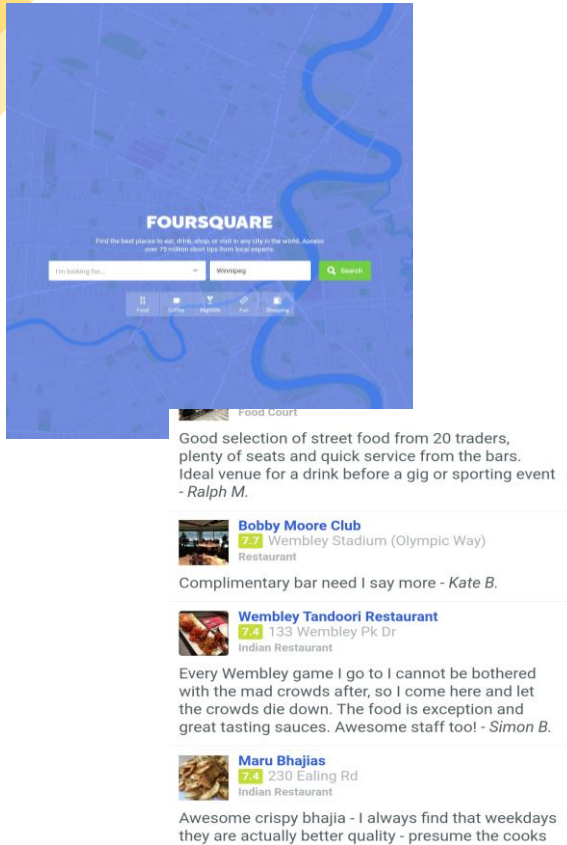 FOURSQUARE
Find the best places to eat, drink, shop, or visit in any city in the world. Access
over 75 million short tips from local experts.
I'm looking for...
Winnipeg
Search
Food Coffee Nightlife Fun Shopping
Food Court
Good selection of street food from 20 traders,
plenty of seats and quick service from the bars.
Ideal venue for a drink before a gig or sporting event
- Ralph M.
Bobby Moore Club
7.7 Wembley Stadium (Olympic Way)
Restaurant
Complimentary bar need I say more - Kate B.
Wembley Tandoori Restaurant
7.4 133 Wembley Pk Dr
Indian Restaurant
Every Wembley game I go to I cannot be bothered
with the mad crowds after, so I come here and let
the crowds die down. The food is exception and
great tasting sauces. Awesome staff too! - Simon B.
Maru Bhajias
7.4 230 Ealing Rd
Indian Restaurant
Awesome crispy bhajia - I always find that weekdays
they are actually better quality - presume the cooks